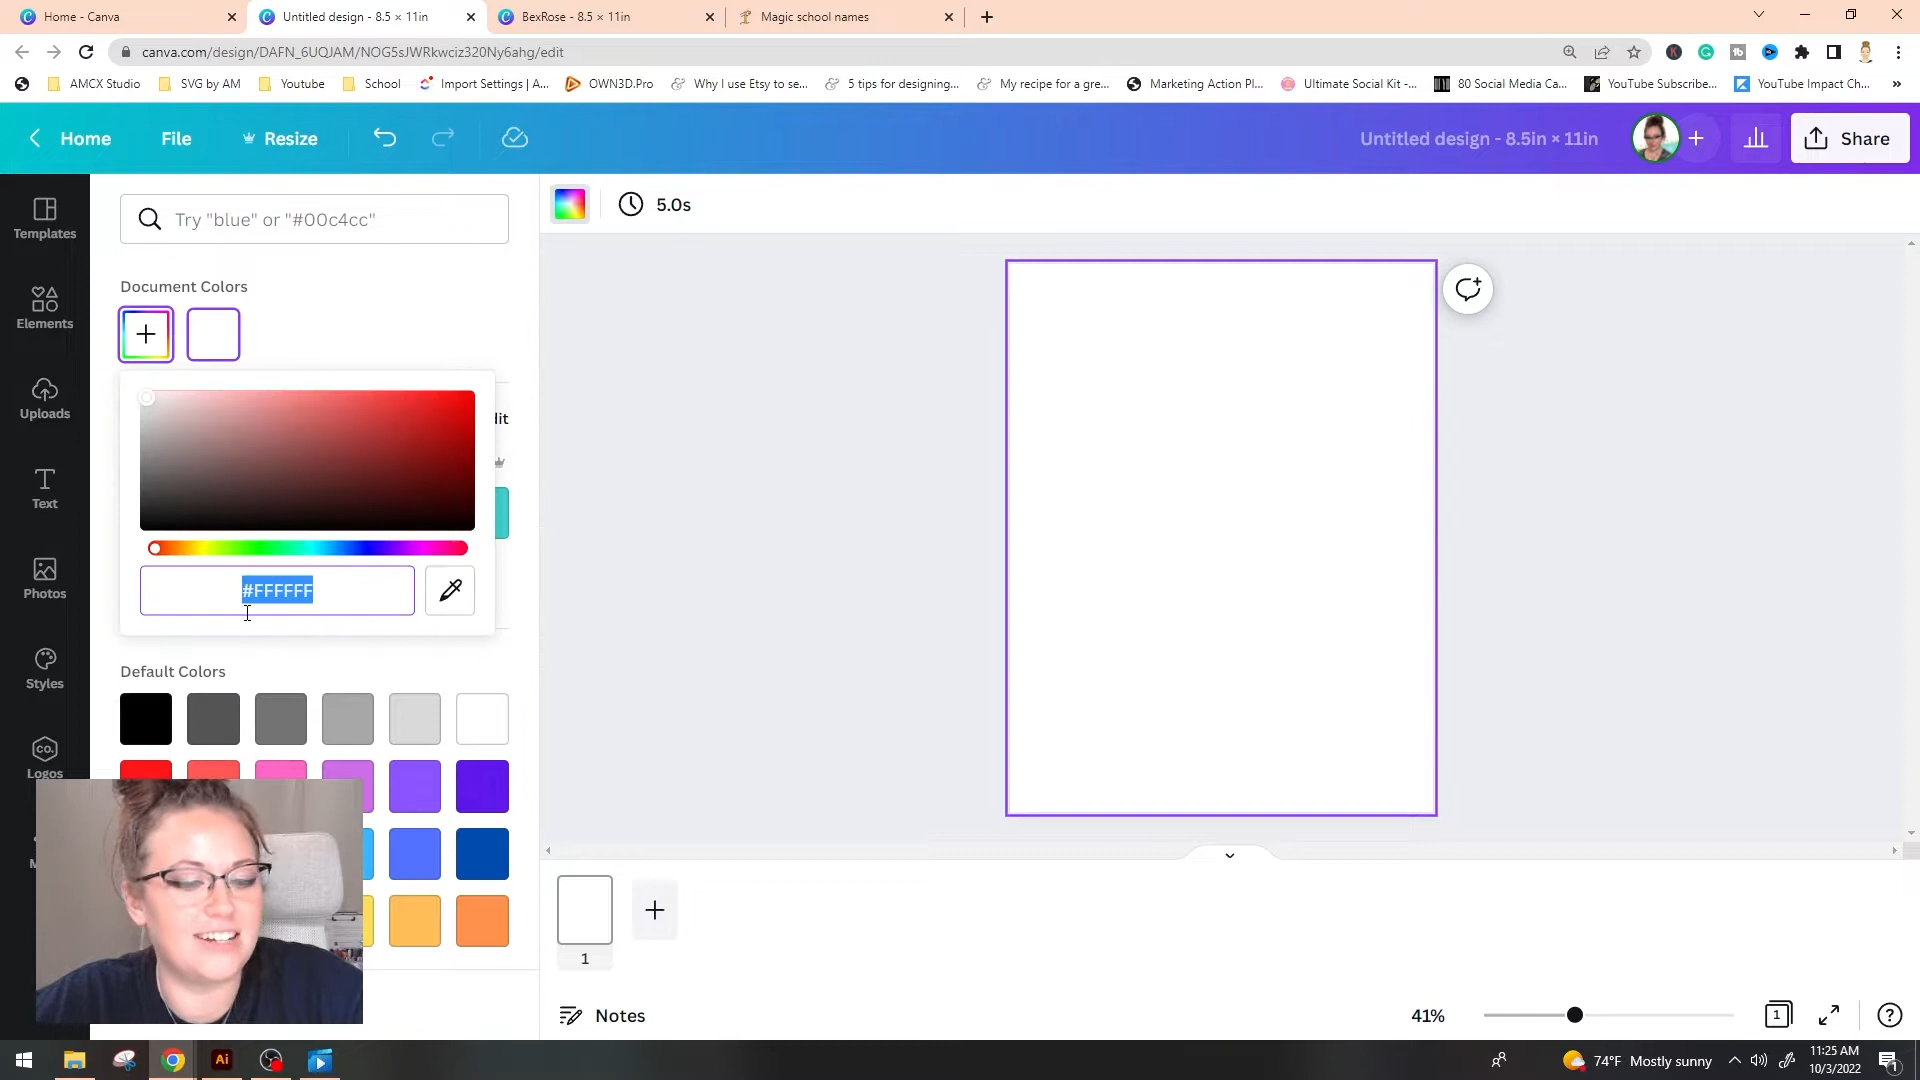 Home - Canva
Untitled design - 8.5 × 11in
BexRose - 8.5 × 11in
Magic school names
canva.com/design/DAFN_6UQJAM/NOG5sJWRkwciz320Ny6ahg/edit
AMCX Studio
SVG by AM
Youtube
School
Import Settings | A...
OWN3D.Pro
Why I use Etsy to se...
5 tips for designing...
My recipe for a gre...
Marketing Action Pl...
Ultimate Social Kit -...
80 Social Media Ca...
YouTube Subscribe...
YouTube Impact Ch...
Home
File
Resize
Untitled design - 8.5in × 11in
Share
Templates
Elements
Uploads
Text
Photos
Styles
CO.
Logos
Try "blue" or "#00c4cc"
5.0s
Document Colors
dit
#FFFFFF
Default Colors
1
Notes
41%
1
74°F Mostly sunny
11:25 AM
10/3/2022
1
Ai